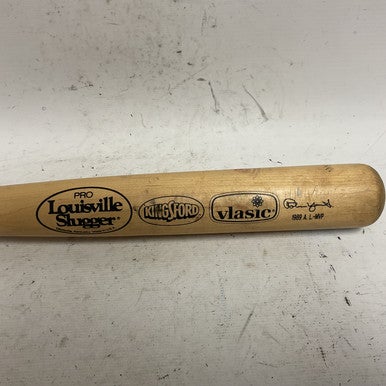 PRO
Louisville
Slugger®
KINGSFORD
vlasic®
1989 A.L.-MVP